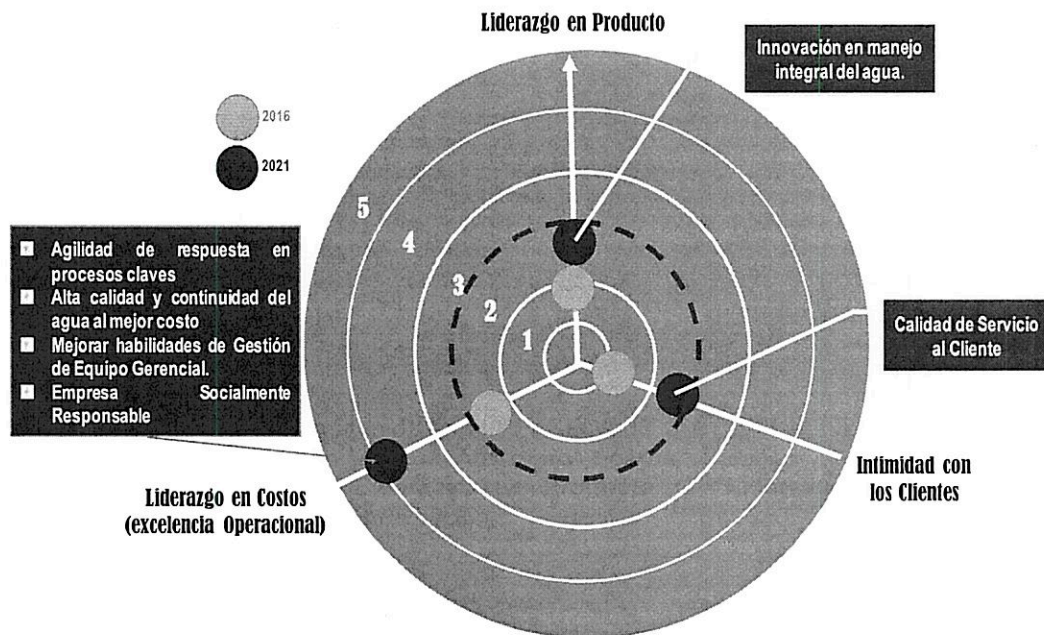 Liderazgo en Producto
Innovación en manejo
integral del agua.
2016
2021
5
4
3
2
1
Agilidad de respuesta en
procesos claves
Alta calidad y continuidad del
agua al mejor costo
Mejorar habilidades de Gestión
de Equipo Gerencial.
Empresa Socialmente
Responsable
Calidad de Servicio
al Cliente
Intimidad con
los Clientes
Liderazgo en Costos
(excelencia Operacional)